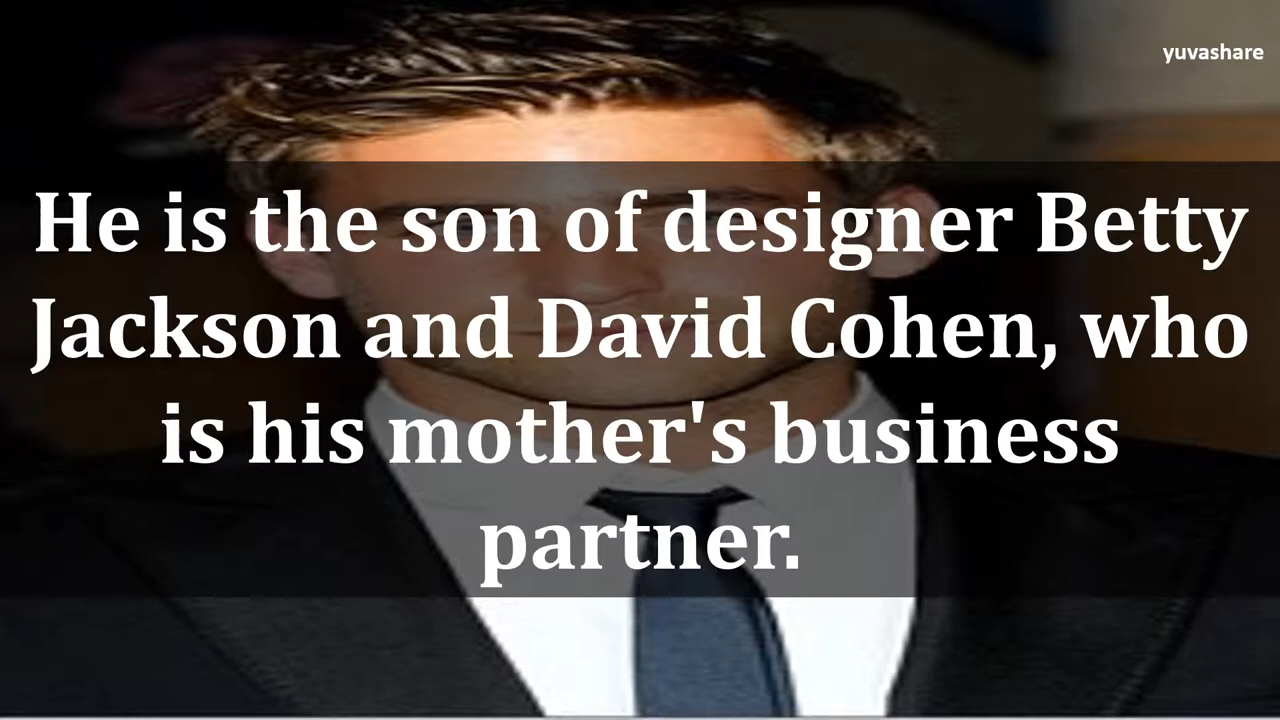 yuvashare
He is the son of designer Betty
Jackson and David Cohen, who
is his mother's business
partner.